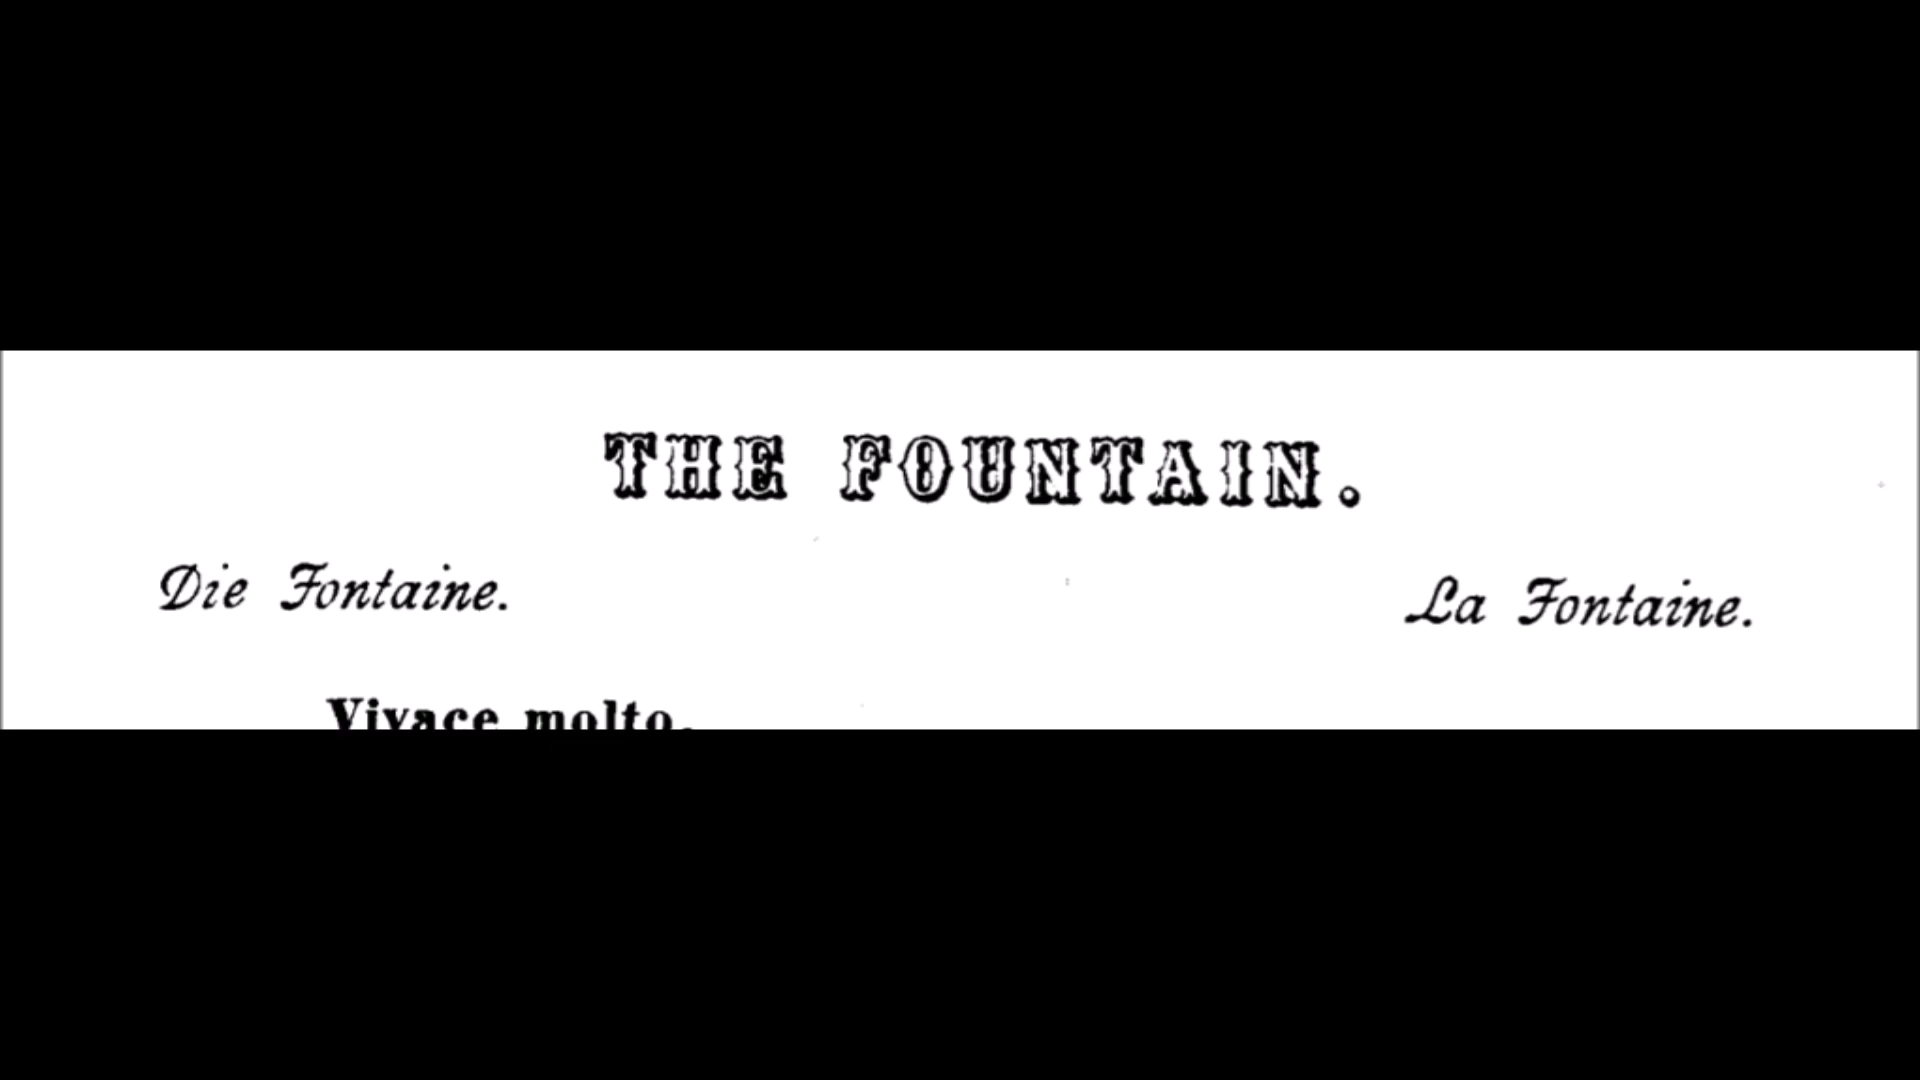 THE FOUNTAIN.
Die Fontaine.
La Fontaine.
Vivace molto.